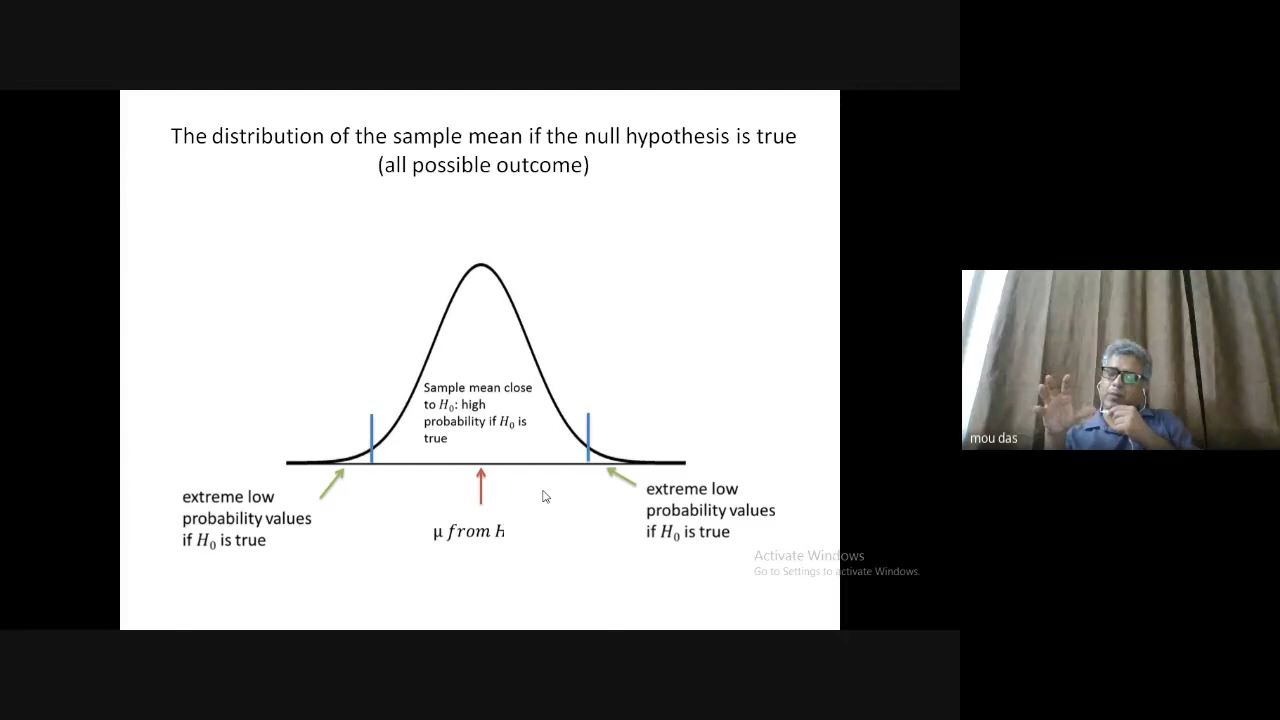 The distribution of the sample mean if the null hypothesis is true
(all possible outcome)
Sample mean close
to H₀: high
probability if H₀ is
true
extreme low
probability values
if H₀ is true
μ from H
extreme low
probability values
if H₀ is true
Activate Windows
Go to Settings to activate Windows.
mou das